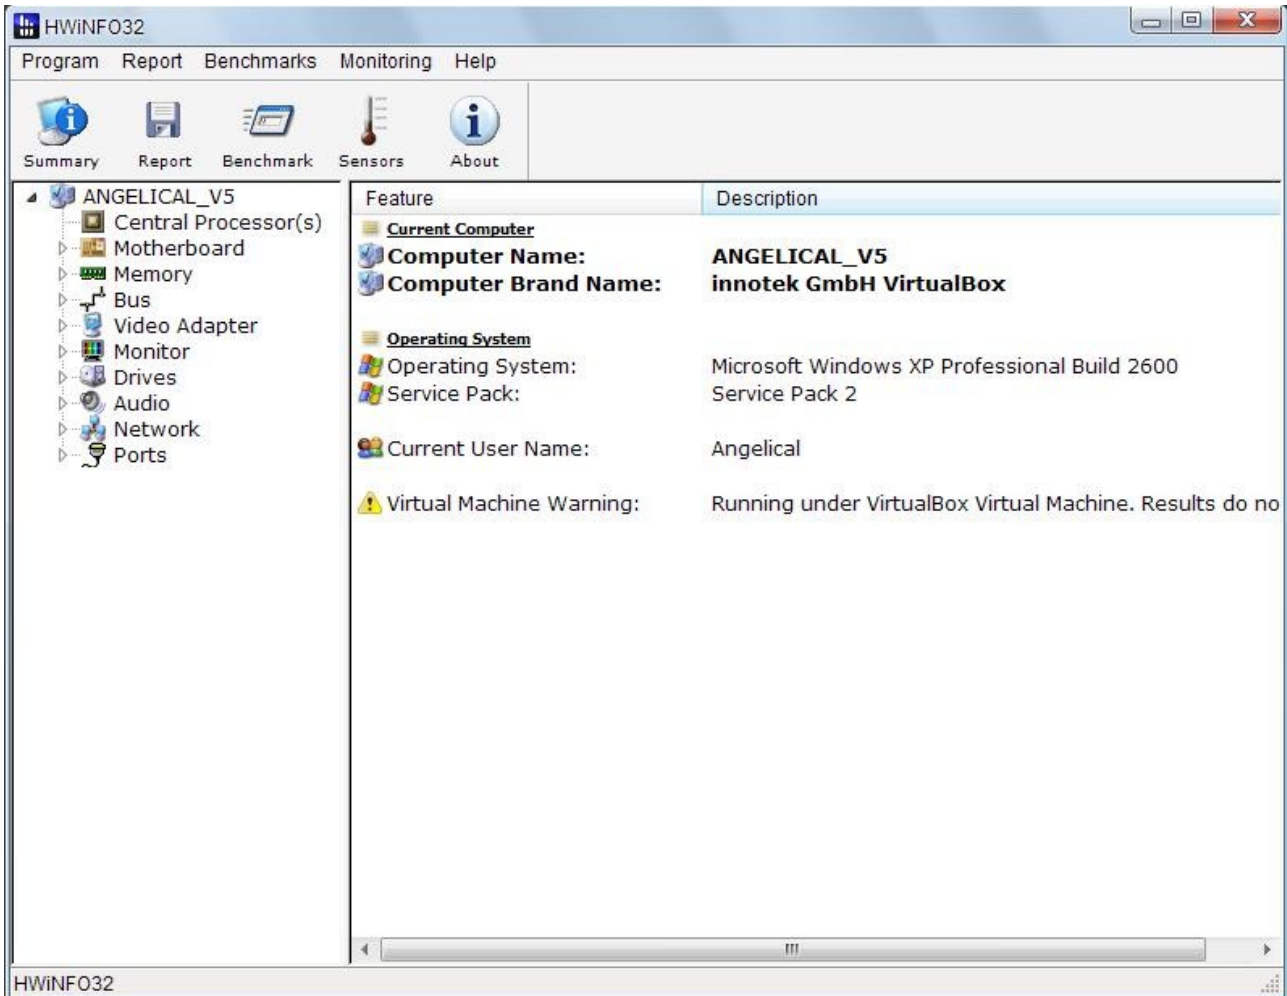 HWiNFO32
Program Report Benchmarks Monitoring Help
Summary Report Benchmark Sensors About
ANGELICAL_V5
Central Processor(s)
Motherboard
Memory
Bus
Video Adapter
Monitor
Drives
Audio
Network
Ports
Feature Description
Current Computer
Computer Name: ANGELICAL_V5
Computer Brand Name: innotek GmbH VirtualBox
Operating System
Operating System: Microsoft Windows XP Professional Build 2600
Service Pack: Service Pack 2
Current User Name: Angelical
Virtual Machine Warning: Running under VirtualBox Virtual Machine. Results do no
HWiNFO32